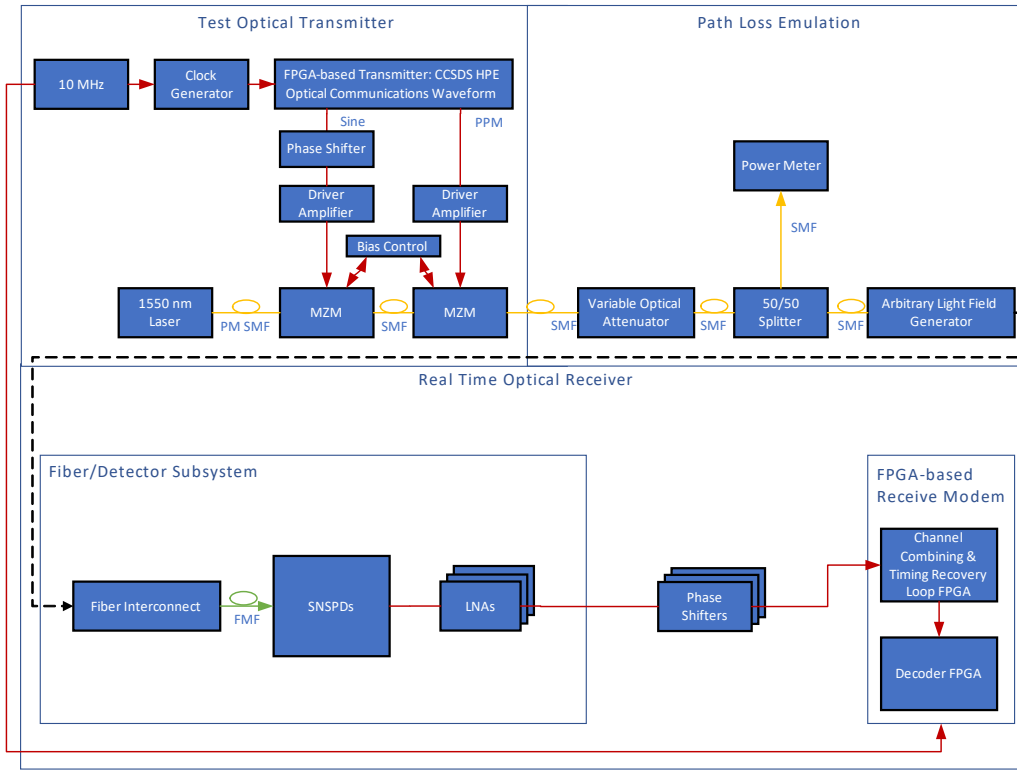 Test Optical Transmitter
Path Loss Emulation
10 MHz
Clock
Generator
FPGA-based Transmitter: CCSDS HPE
Optical Communications Waveform
Sine
PPM
Phase Shifter
Power Meter
Driver
Amplifier
Driver
Amplifier
SMF
Bias Control
1550 nm
Laser
PM SMF
MZM
SMF
MZM
SMF
Variable Optical
Attenuator
SMF
50/50
Splitter
SMF
Arbitrary Light Field
Generator
Real Time Optical Receiver
Fiber/Detector Subsystem
FPGA-based
Receive Modem
Fiber Interconnect
FMF
SNSPDs
LNAs
Phase
Shifters
Channel
Combining &
Timing Recovery
Loop FPGA
Decoder FPGA